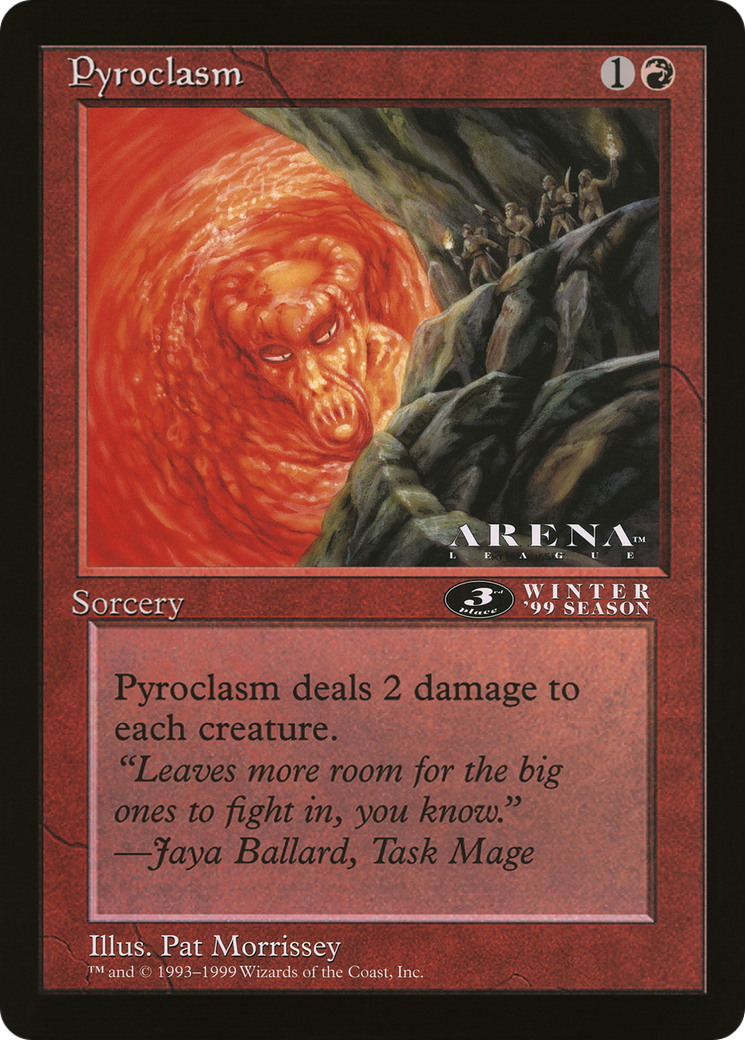 Pyroclasm 1
ARENA™
LEAGUE
Sorcery
3rd place
WINTER
'99 SEASON
Pyroclasm deals 2 damage to
each creature.
“Leaves more room for the big
ones to fight in, you know.”
—Jaya Ballard, Task Mage
Illus. Pat Morrissey
™ and © 1993–1999 Wizards of the Coast, Inc.